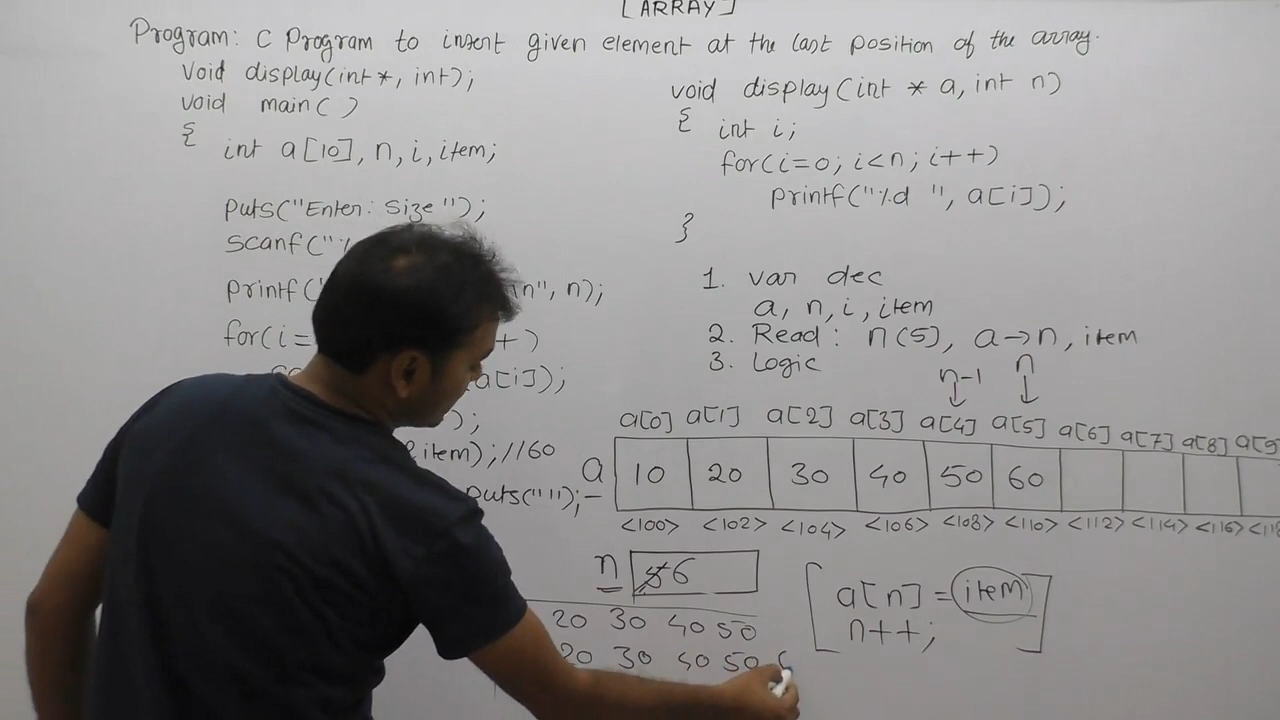 [ARRAY]
Program: C Program to insert given element at the last position of the array.
void display(int*, int);
void main( )
{ int a[10], n, i, item;
puts("Enter: Size");
scanf("%
printf(
n", n);
for(i=
+)
a[i]);
);
item); //60
puts("");
void display(int * a, int n)
{ int i;
for(i=0; i<n; i++)
printf("%d ", a[i]);
}
1. var dec
a, n, i, item
2. Read: n(5), a→n, item
3. Logic
n-1 n
a[0] a[1] a[2] a[3] a[4] a[5] a[6] a[7] a[8] a[9
a 10 20 30 40 50 60
<100> <102> <104> <106> <108> <110> <112> <114> <116> <118
n 5 6
20 30 40 50
20 30 40 50
a[n] = item
n++;